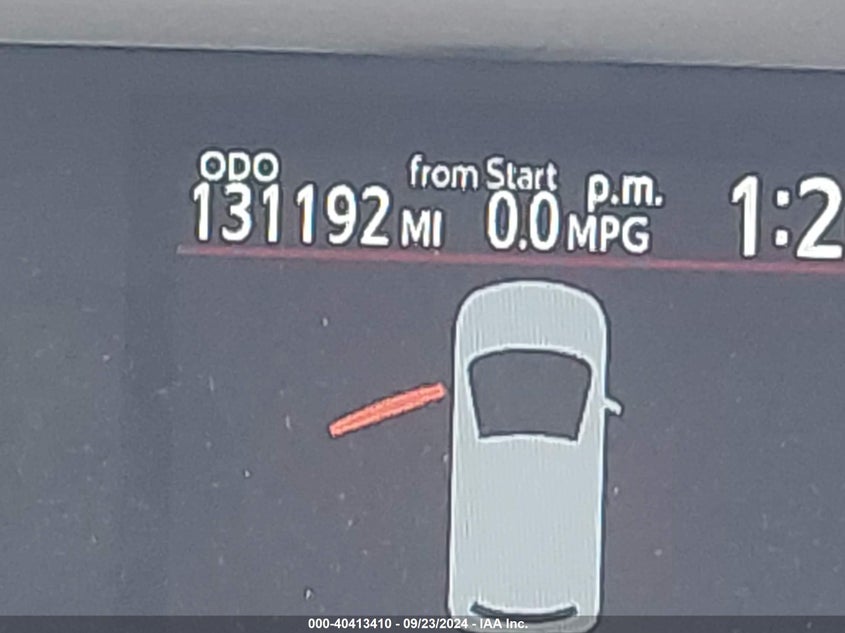 ODO from Start p.m.
131192 MI 0.0 MPG 1:2
000-40413410 - 09/23/2024 - IAA Inc.